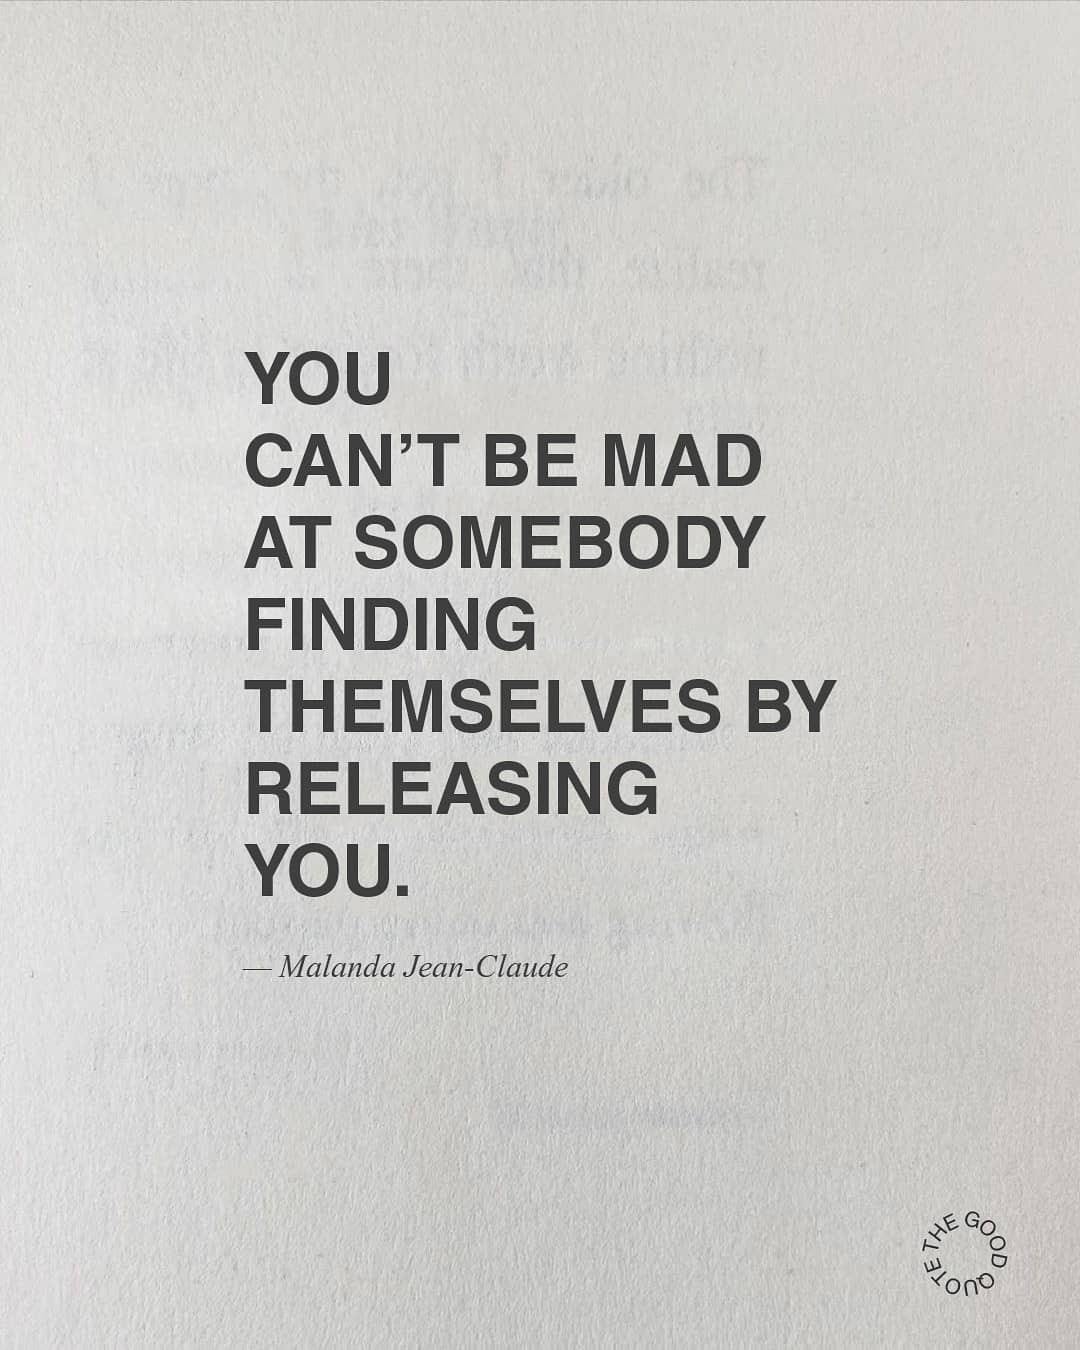 YOU
CAN’T BE MAD
AT SOMEBODY
FINDING
THEMSELVES BY
RELEASING
YOU.
— Malanda Jean-Claude
THE GOOD QUOTE